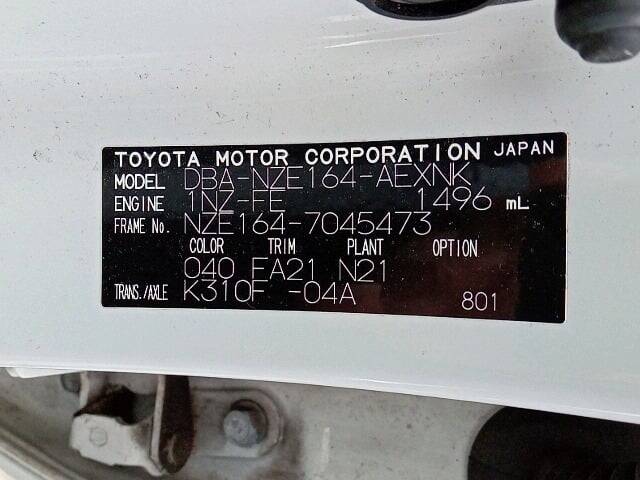 TOYOTA MOTOR CORPORATION JAPAN
MODEL DBA-NZE164-AEXNK
ENGINE 1NZ-FE 1496 mL
FRAME No. NZE164-7045473
COLOR TRIM PLANT OPTION
040 FA21 N21
TRANS./AXLE K310F -04A 801